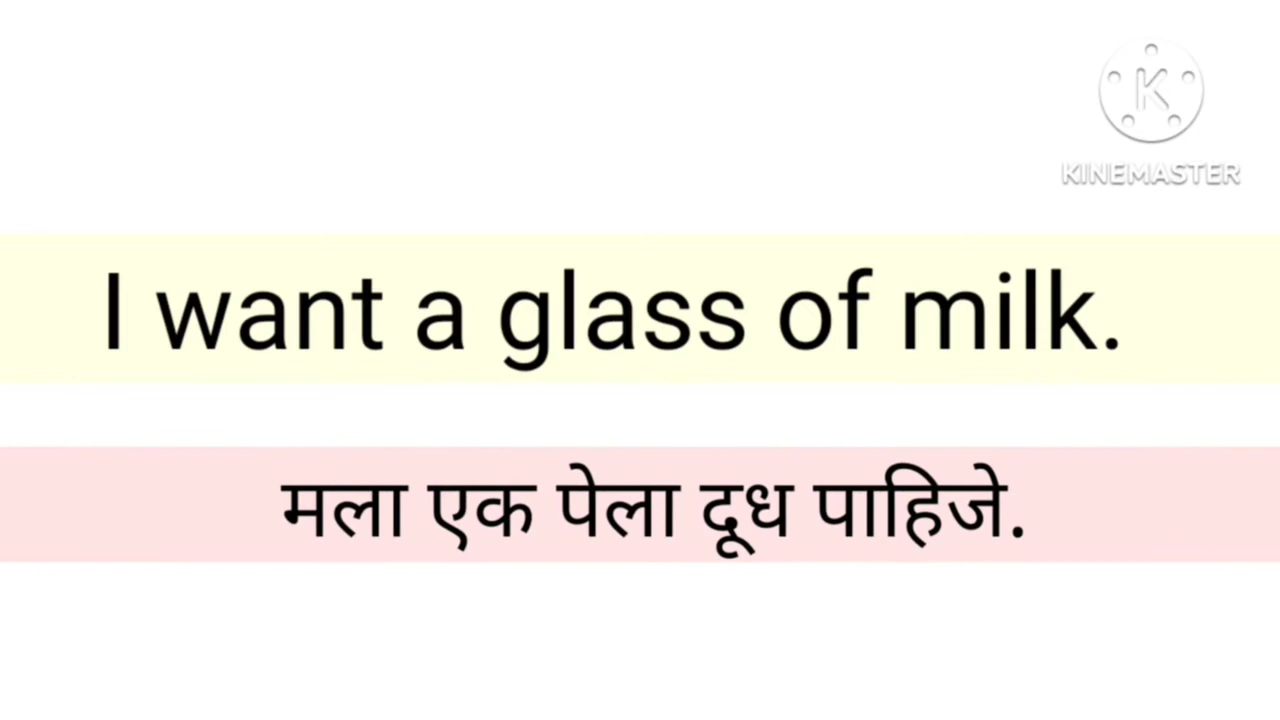 K
KINEMASTER
I want a glass of milk.
मला एक पेला दूध पाहिजे.